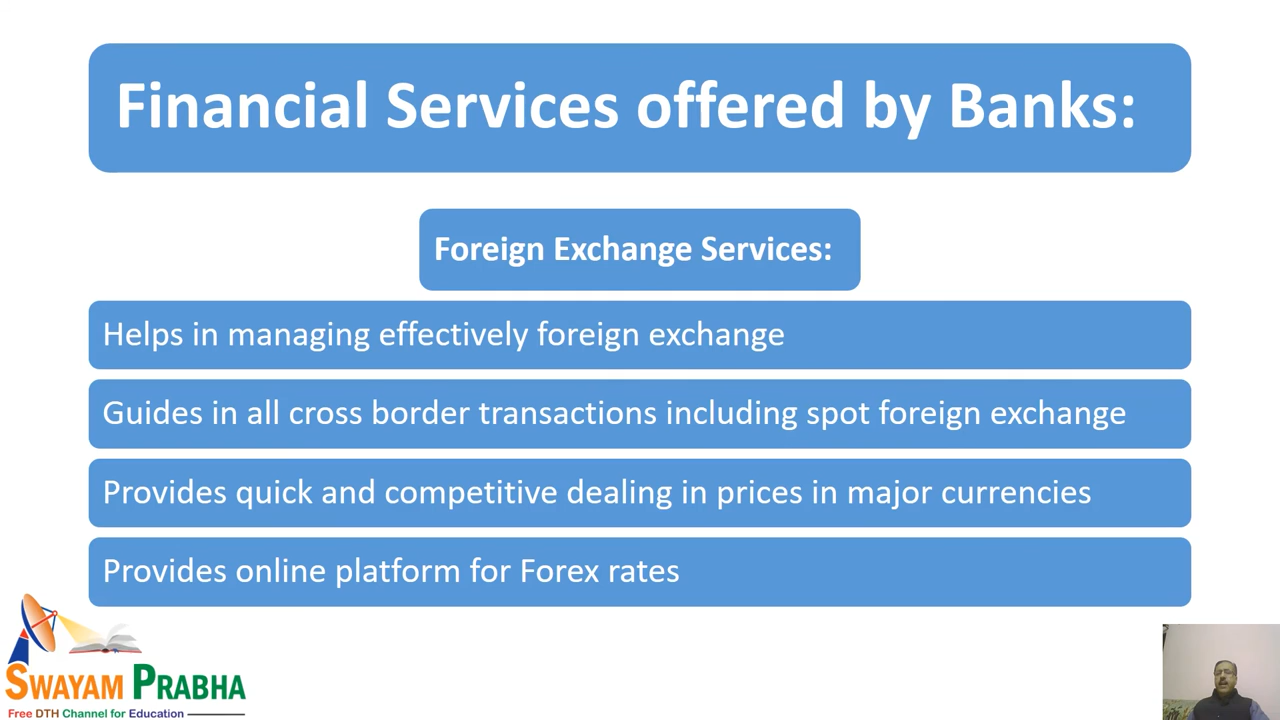 Financial Services offered by Banks:
Foreign Exchange Services:
Helps in managing effectively foreign exchange
Guides in all cross border transactions including spot foreign exchange
Provides quick and competitive dealing in prices in major currencies
Provides online platform for Forex rates
SWAYAM PRABHA
Free DTH Channel for Education